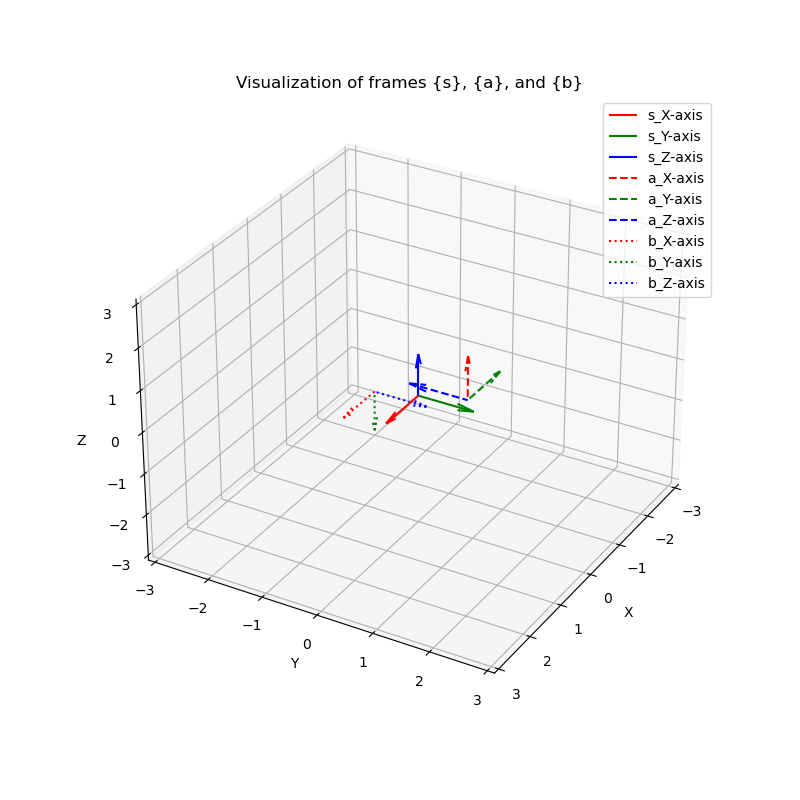 Visualization of frames {s}, {a}, and {b}
s_X-axis
s_Y-axis
s_Z-axis
a_X-axis
a_Y-axis
a_Z-axis
b_X-axis
b_Y-axis
b_Z-axis
3
2
1
Z 0
−1
−2
−3
−3
−2
−1
0
Y
1
2
3
−3
−2
−1
0
X
1
2
3